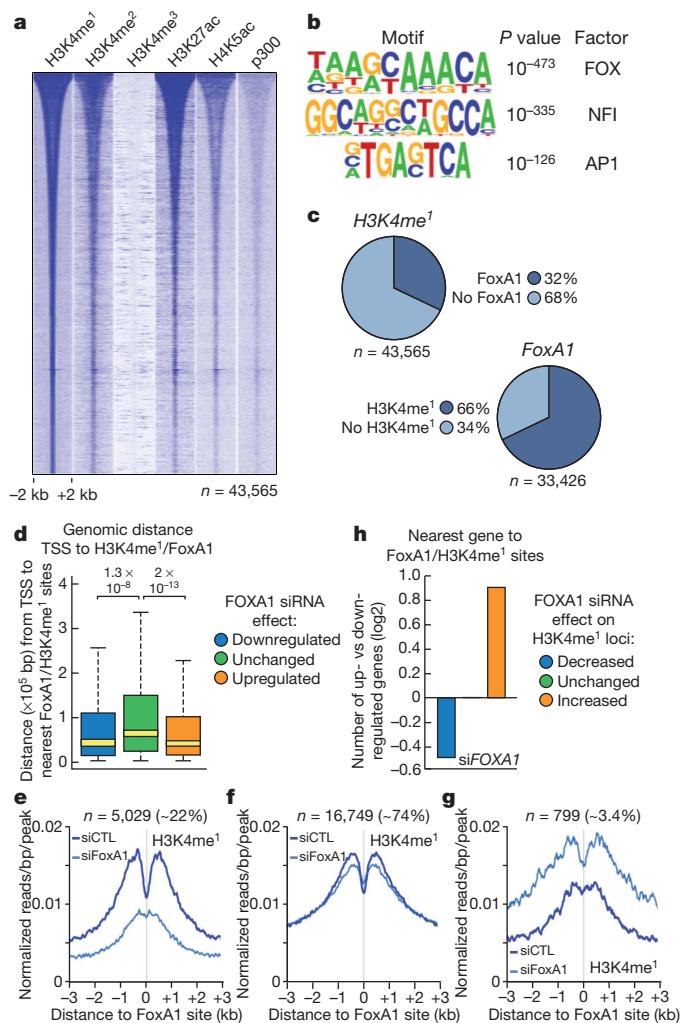 a
H3K4me¹ H3K4me² H3K4me³ H3K27ac H4K5ac p300
−2 kb +2 kb
n = 43,565
b
Motif P value Factor
TAAGCAAACA 10⁻⁴⁷³ FOX
GGCAGGCTGCCA 10⁻³³⁵ NFI
GTGAGTCA 10⁻¹²⁶ AP1
c
H3K4me¹
FoxA1 32%
No FoxA1 68%
n = 43,565
FoxA1
H3K4me¹ 66%
No H3K4me¹ 34%
n = 33,426
d
Genomic distance
TSS to H3K4me¹/FoxA1
1.3 × 10⁻⁸
2 × 10⁻¹³
Distance (×10⁵ bp) from TSS to
nearest FoxA1/H3K4me¹ sites
4
3
2
1
0
FOXA1 siRNA
effect:
Downregulated
Unchanged
Upregulated
h
Nearest gene to
FoxA1/H3K4me¹ sites
Number of up- vs down-
regulated genes (log2)
1.0
0.8
0.6
0.4
0.2
0
−0.2
−0.4
−0.6
siFOXA1
FOXA1 siRNA
effect on
H3K4me¹ loci:
Decreased
Unchanged
Increased
e
n = 5,029 (~22%)
Normalized reads/bp/peak
0.02
0.01
0
siCTL
siFoxA1
H3K4me¹
−3 −2 −1 0 +1 +2 +3
Distance to FoxA1 site (kb)
f
n = 16,749 (~74%)
Normalized reads/bp/peak
0.02
0.01
0
siCTL
siFoxA1
H3K4me¹
−3 −2 −1 0 +1 +2 +3
Distance to FoxA1 site (kb)
g
n = 799 (~3.4%)
Normalized reads/bp/peak
0.02
0.01
0
siCTL
siFoxA1
H3K4me¹
−3 −2 −1 0 +1 +2 +3
Distance to FoxA1 site (kb)